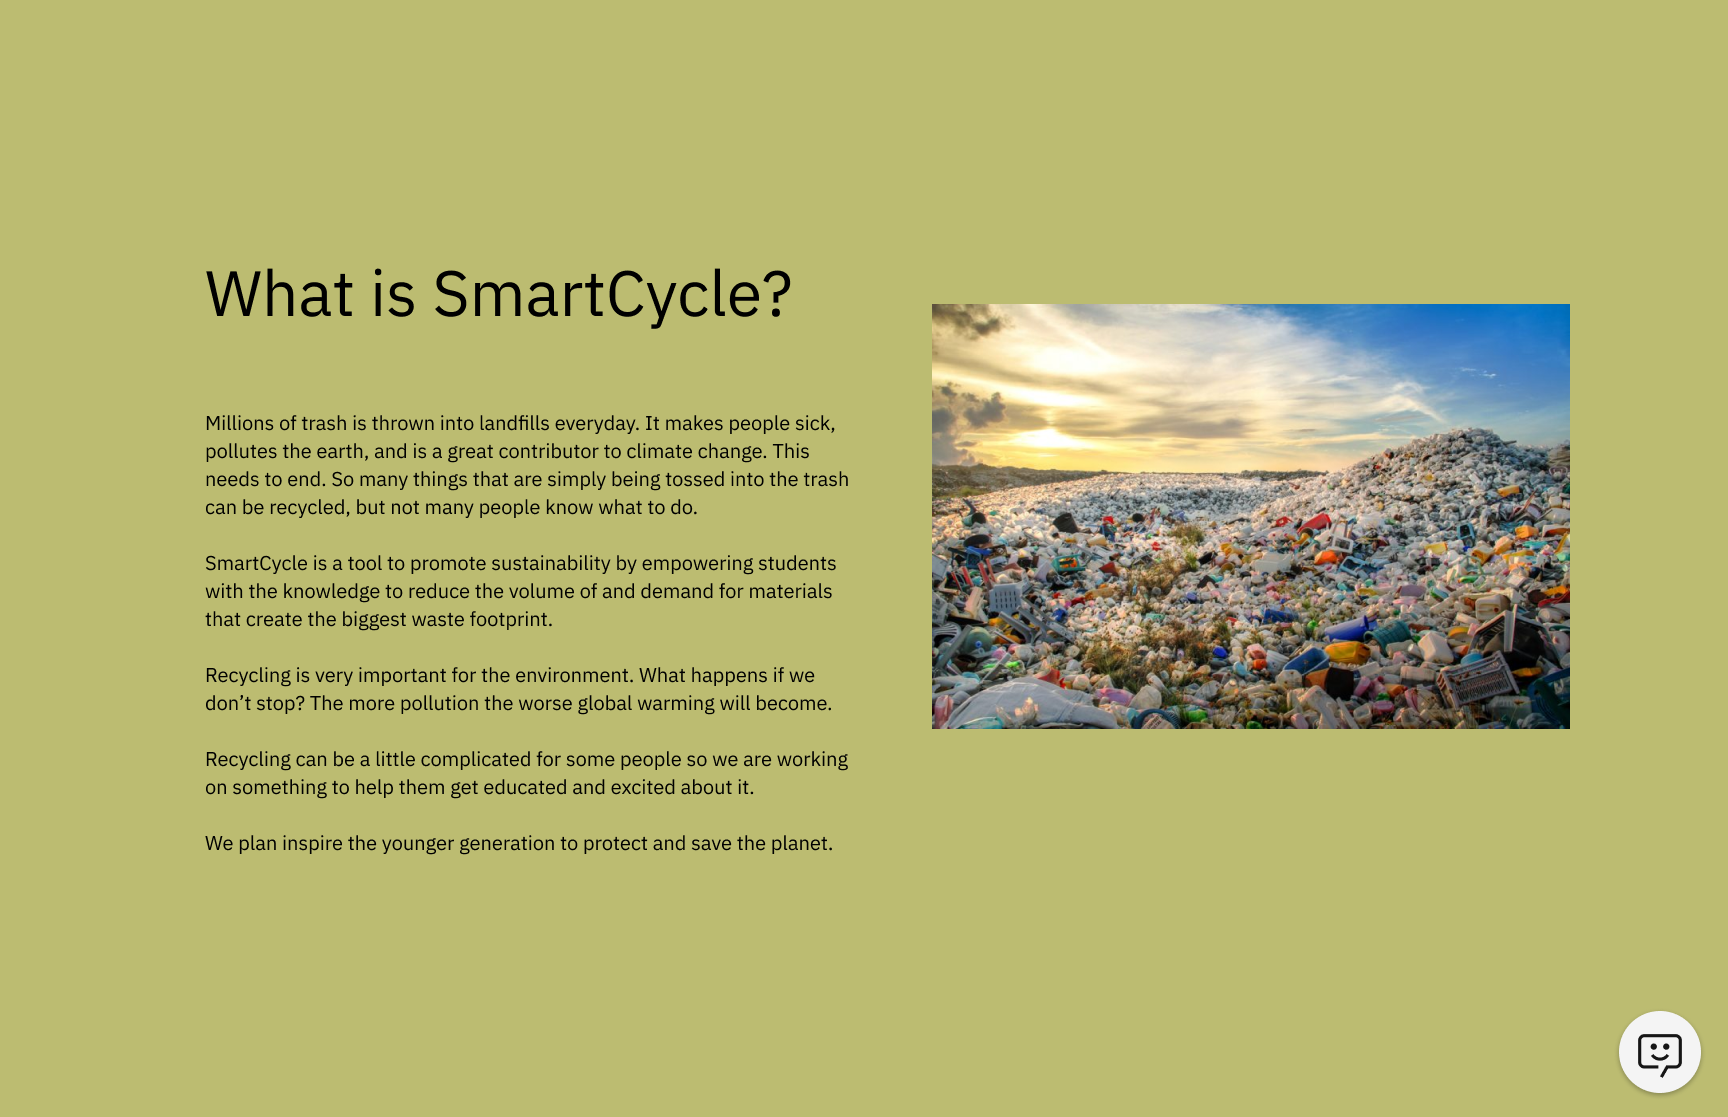 What is SmartCycle?
Millions of trash is thrown into landfills everyday. It makes people sick,
pollutes the earth, and is a great contributor to climate change. This
needs to end. So many things that are simply being tossed into the trash
can be recycled, but not many people know what to do.
SmartCycle is a tool to promote sustainability by empowering students
with the knowledge to reduce the volume of and demand for materials
that create the biggest waste footprint.
Recycling is very important for the environment. What happens if we
don’t stop? The more pollution the worse global warming will become.
Recycling can be a little complicated for some people so we are working
on something to help them get educated and excited about it.
We plan inspire the younger generation to protect and save the planet.